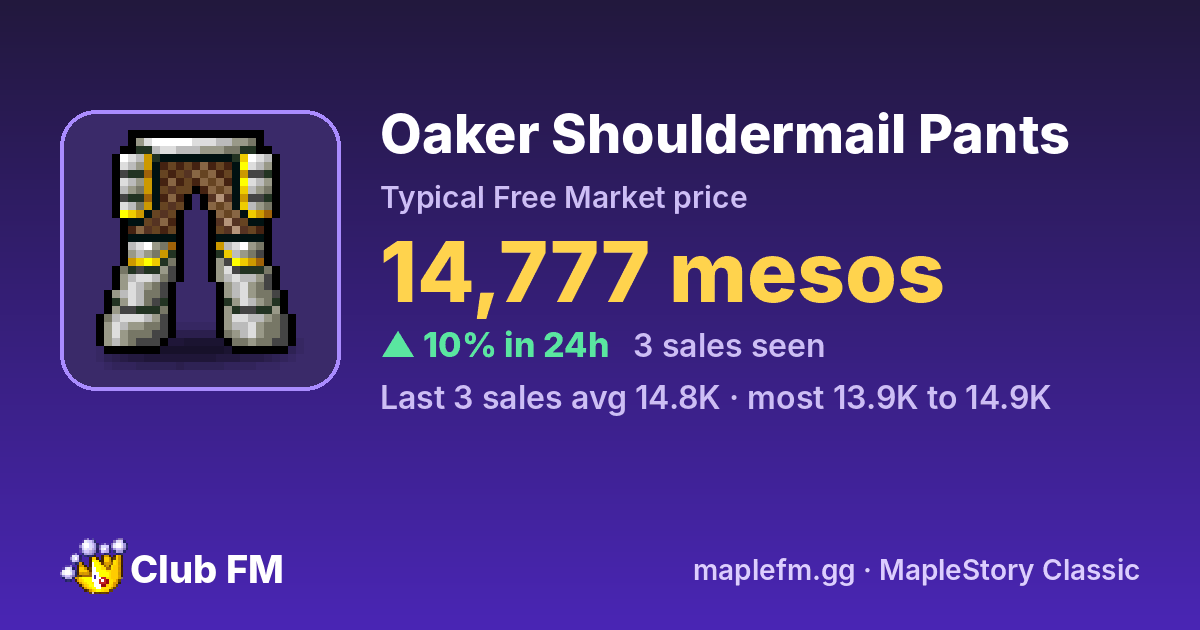 Oaker Shouldermail Pants
Typical Free Market price
14,777 mesos
▲ 10% in 24h 3 sales seen
Last 3 sales avg 14.8K · most 13.9K to 14.9K
Club FM
maplefm.gg · MapleStory Classic